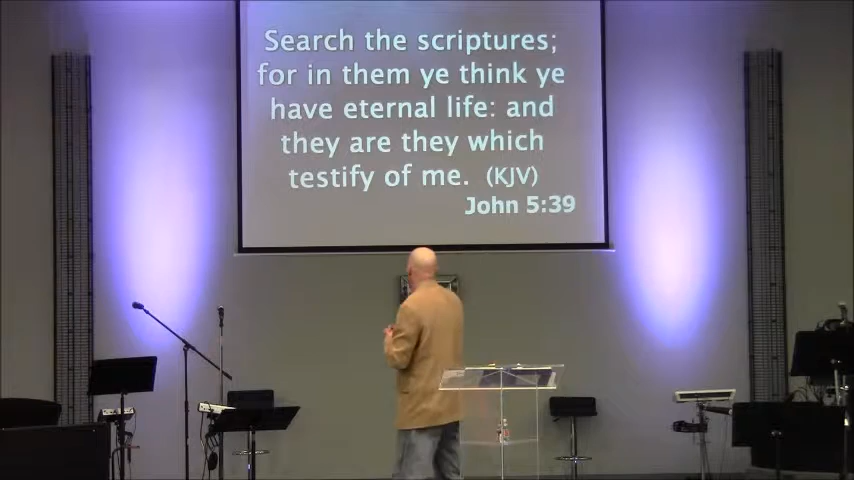 Search the scriptures;
for in them ye think ye
have eternal life: and
they are they which
testify of me. (KJV)
John 5:39